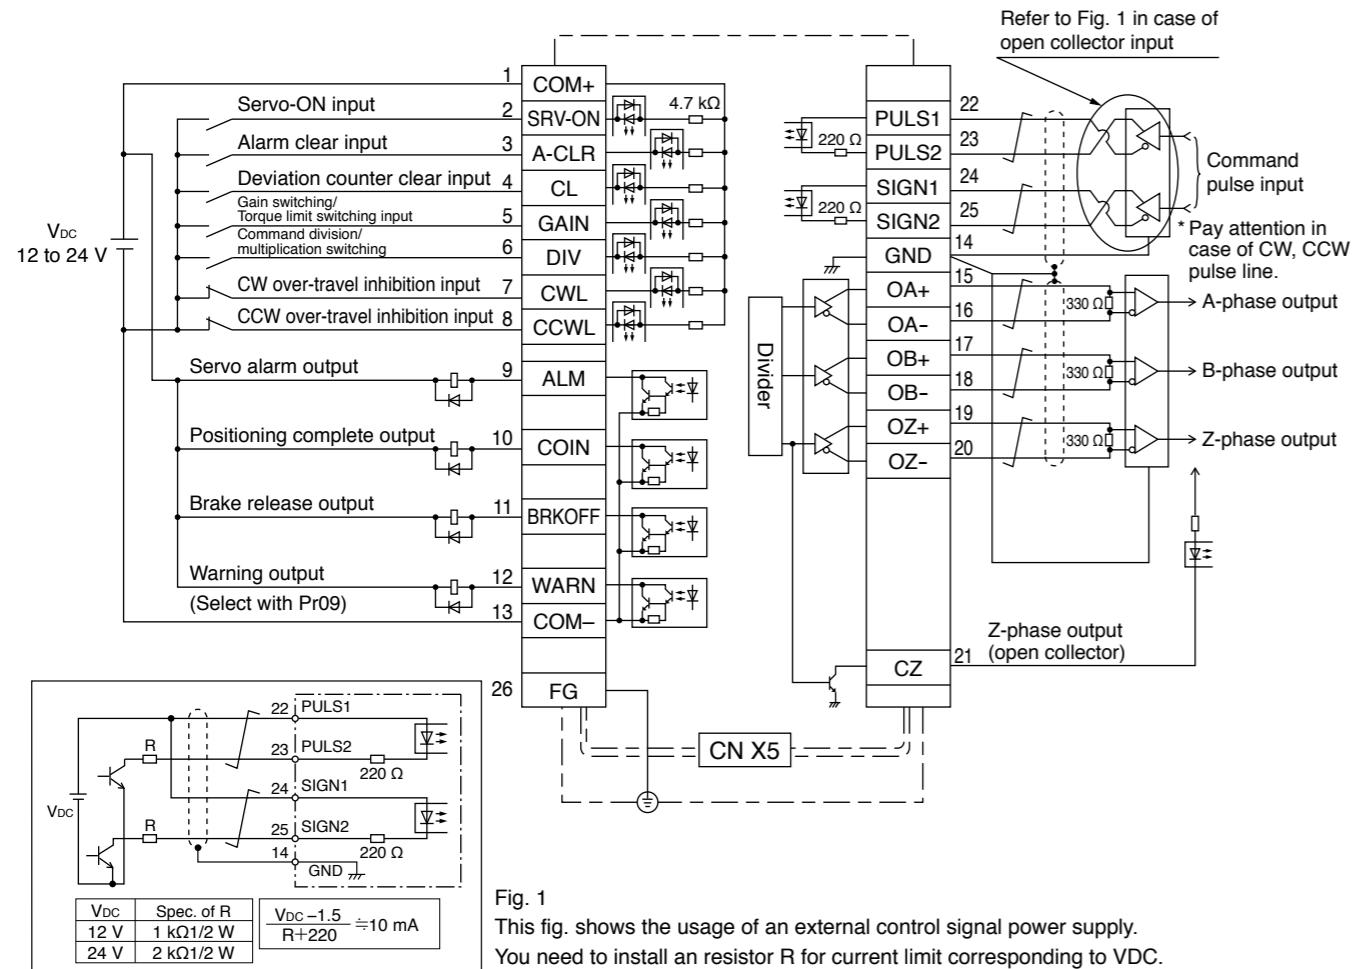 Refer to Fig. 1 in case of
open collector input
1 COM+
Servo-ON input 2 SRV-ON 4.7 kΩ
Alarm clear input 3 A-CLR
Deviation counter clear input 4 CL
Gain switching/
Torque limit switching input 5 GAIN
Command division/
multiplication switching 6 DIV
CW over-travel inhibition input 7 CWL
CCW over-travel inhibition input 8 CCWL
VDC
12 to 24 V
Servo alarm output 9 ALM
Positioning complete output 10 COIN
Brake release output 11 BRKOFF
Warning output 12 WARN
(Select with Pr09)
13 COM–
26 FG
CN X5
PULS1 22
220 Ω PULS2 23
SIGN1 24
220 Ω SIGN2 25
Command
pulse input
GND 14
* Pay attention in
case of CW, CCW
pulse line.
Divider
OA+ 15
OA– 16 330 Ω A-phase output
OB+ 17
OB– 18 330 Ω B-phase output
OZ+ 19
OZ– 20 330 Ω Z-phase output
Z-phase output
(open collector)
CZ 21
22 PULS1
R 23 PULS2
220 Ω
24 SIGN1
VDC
R 25 SIGN2
220 Ω
14 GND
VDC Spec. of R
12 V 1 kΩ1/2 W
24 V 2 kΩ1/2 W
VDC –1.5
R+220
≒10 mA
Fig. 1
This fig. shows the usage of an external control signal power supply.
You need to install an resistor R for current limit corresponding to VDC.